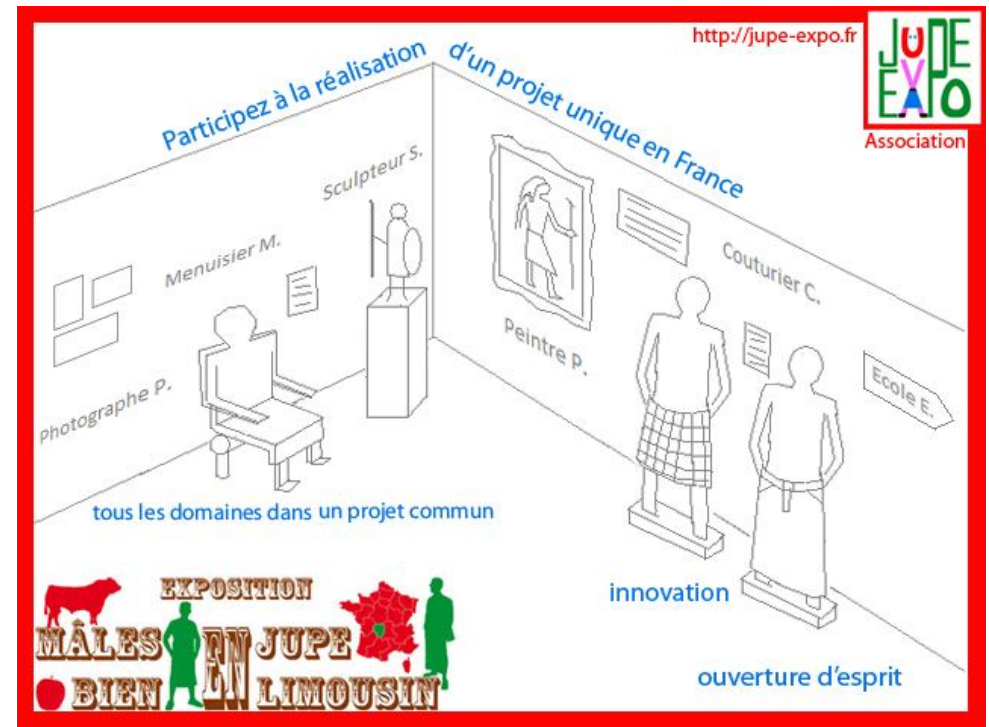 http://jupe-expo.fr
JUPE
EXPO
Association
Participez à la réalisation d'un projet unique en France
Sculpteur S.
Menuisier M.
Photographe P.
Peintre P.
Couturier C.
Ecole E.
tous les domaines dans un projet commun
innovation
ouverture d'esprit
EXPOSITION
MÂLES EN JUPE
BIEN EN LIMOUSIN